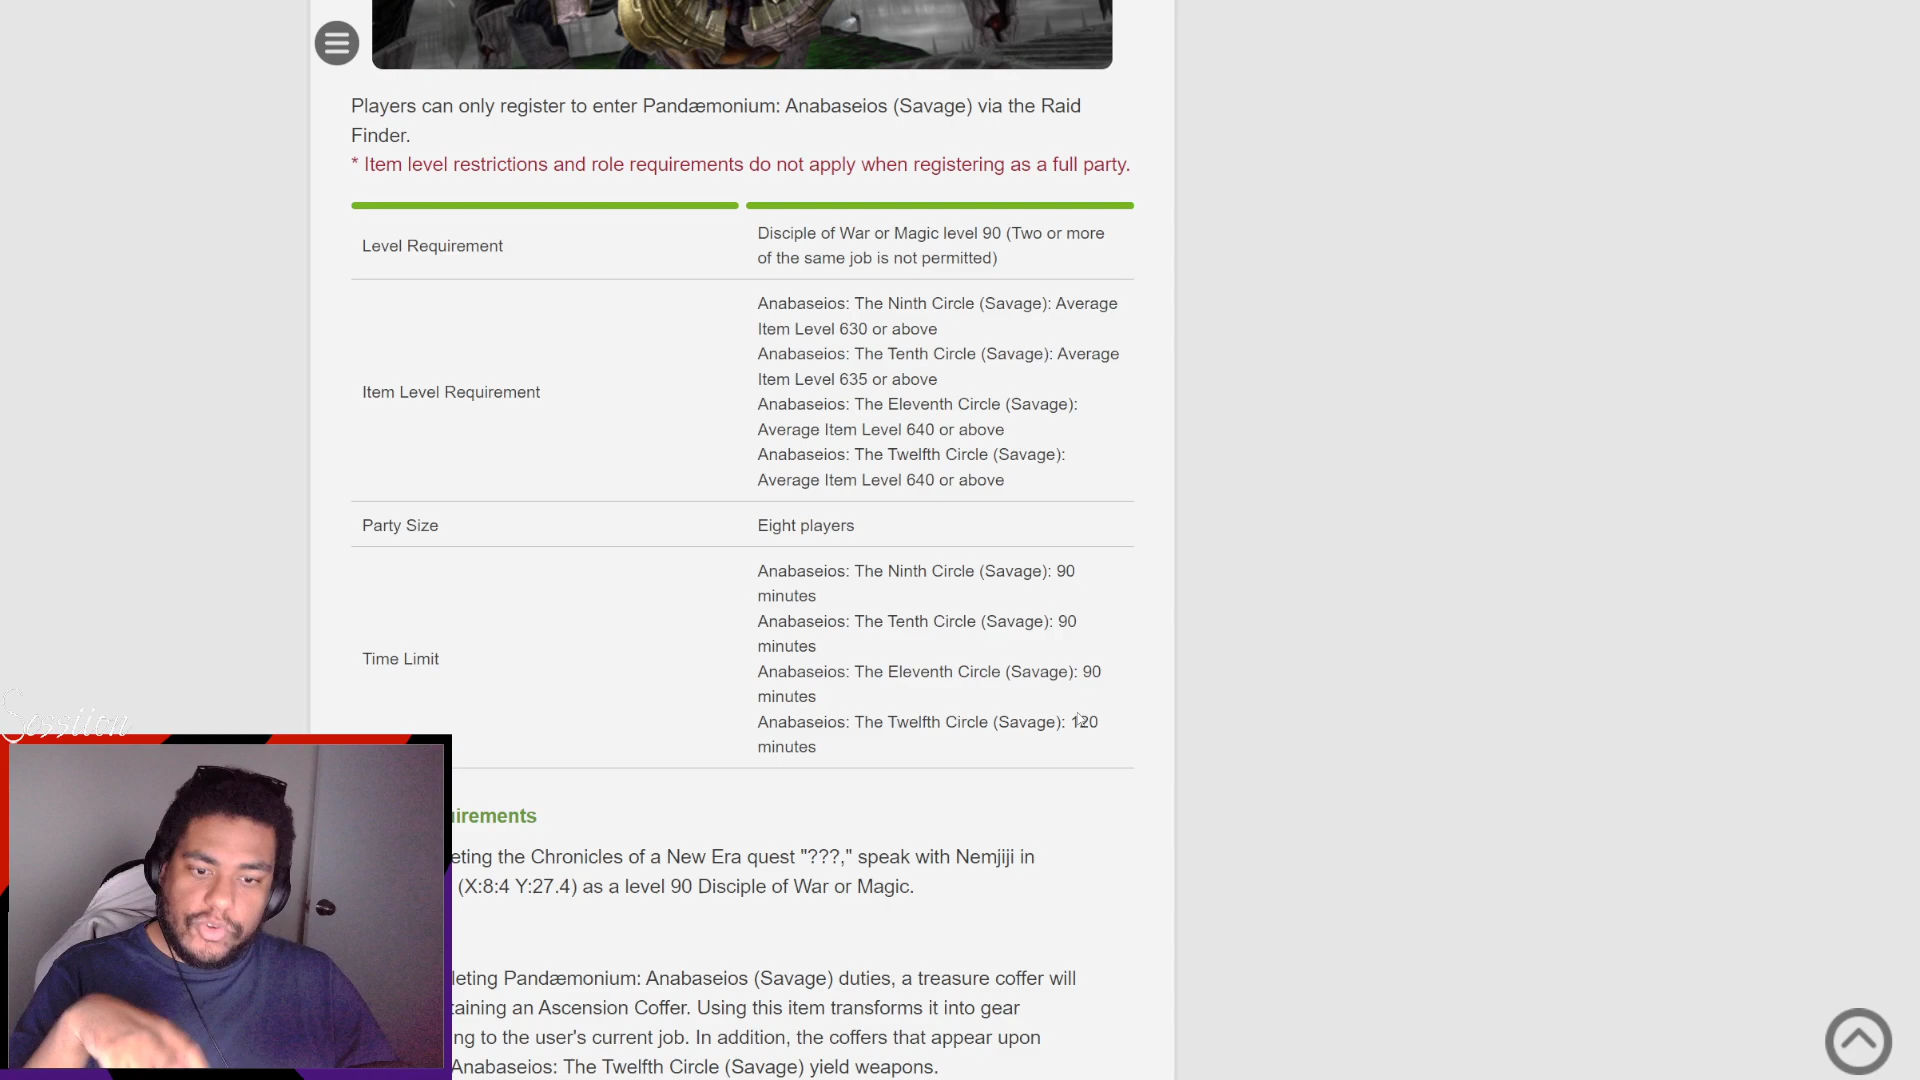 Players can only register to enter Pandæmonium: Anabaseios (Savage) via the Raid
Finder.
* Item level restrictions and role requirements do not apply when registering as a full party.
Level Requirement
Disciple of War or Magic level 90 (Two or more
of the same job is not permitted)
Item Level Requirement
Anabaseios: The Ninth Circle (Savage): Average
Item Level 630 or above
Anabaseios: The Tenth Circle (Savage): Average
Item Level 635 or above
Anabaseios: The Eleventh Circle (Savage):
Average Item Level 640 or above
Anabaseios: The Twelfth Circle (Savage):
Average Item Level 640 or above
Party Size
Eight players
Time Limit
Anabaseios: The Ninth Circle (Savage): 90
minutes
Anabaseios: The Tenth Circle (Savage): 90
minutes
Anabaseios: The Eleventh Circle (Savage): 90
minutes
Anabaseios: The Twelfth Circle (Savage): 120
minutes
Sessiion
uirements
eting the Chronicles of a New Era quest "???," speak with Nemjiji in
(X:8:4 Y:27.4) as a level 90 Disciple of War or Magic.
leting Pandæmonium: Anabaseios (Savage) duties, a treasure coffer will
taining an Ascension Coffer. Using this item transforms it into gear
ng to the user's current job. In addition, the coffers that appear upon
Anabaseios: The Twelfth Circle (Savage) yield weapons.